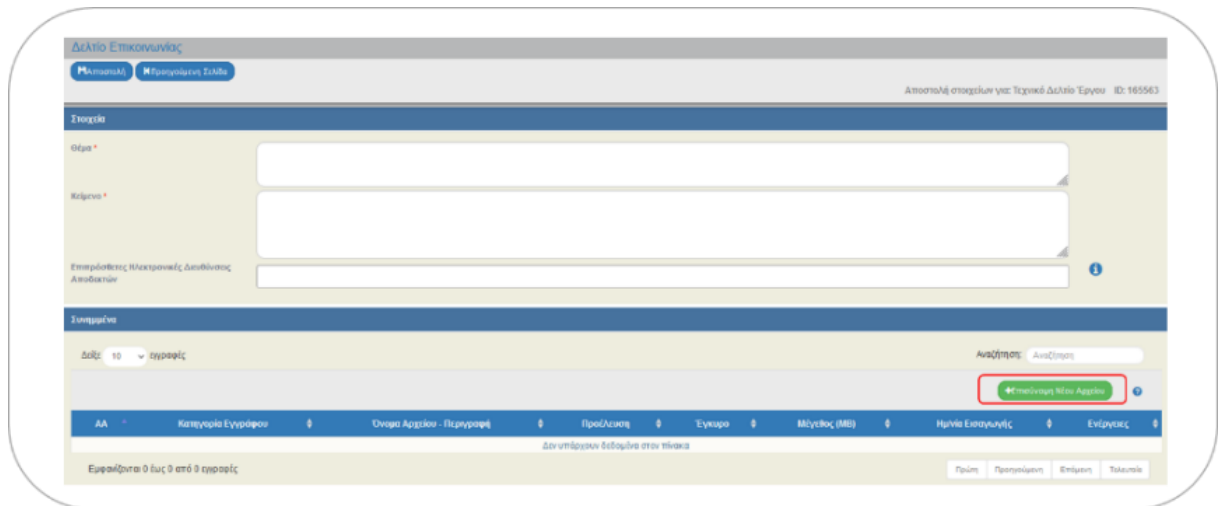 Δελτίο Επικοινωνίας
Αποστολή Προηγούμενη Σελίδα
Αποστολή στοιχείων για: Τεχνικό Δελτίο Έργου ID: 165563
Στοιχεία
Θέμα *
Κείμενο *
Επιπρόσθετες Ηλεκτρονικές Διευθύνσεις
Αποδεκτών
Συνημμένα
Δείξε 10 εγγραφές
Αναζήτηση: Αναζήτηση
+Επισύναψη Νέου Αρχείου
ΑΑ Κατηγορία Εγγράφου Όνομα Αρχείου - Περιγραφή Προέλευση Έγκυρο Μέγεθος (MB) Ημ/νία Εισαγωγής Ενέργειες
Δεν υπάρχουν δεδομένα στον πίνακα
Εμφανίζονται 0 έως 0 από 0 εγγραφές
Πρώτη Προηγούμενη Επόμενη Τελευταία